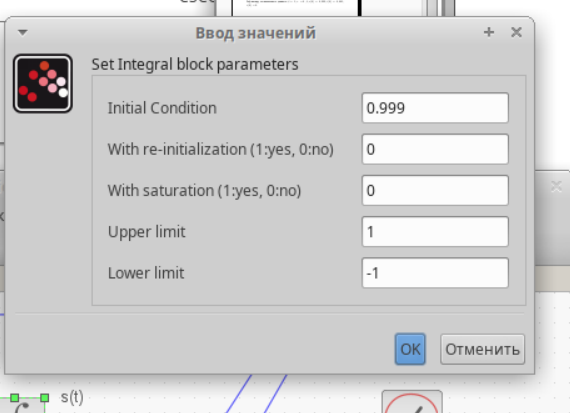 Ввод значений
Set Integral block parameters
Initial Condition 0.999
With re-initialization (1:yes, 0:no) 0
With saturation (1:yes, 0:no) 0
Upper limit 1
Lower limit -1
OK Отменить
s(t)